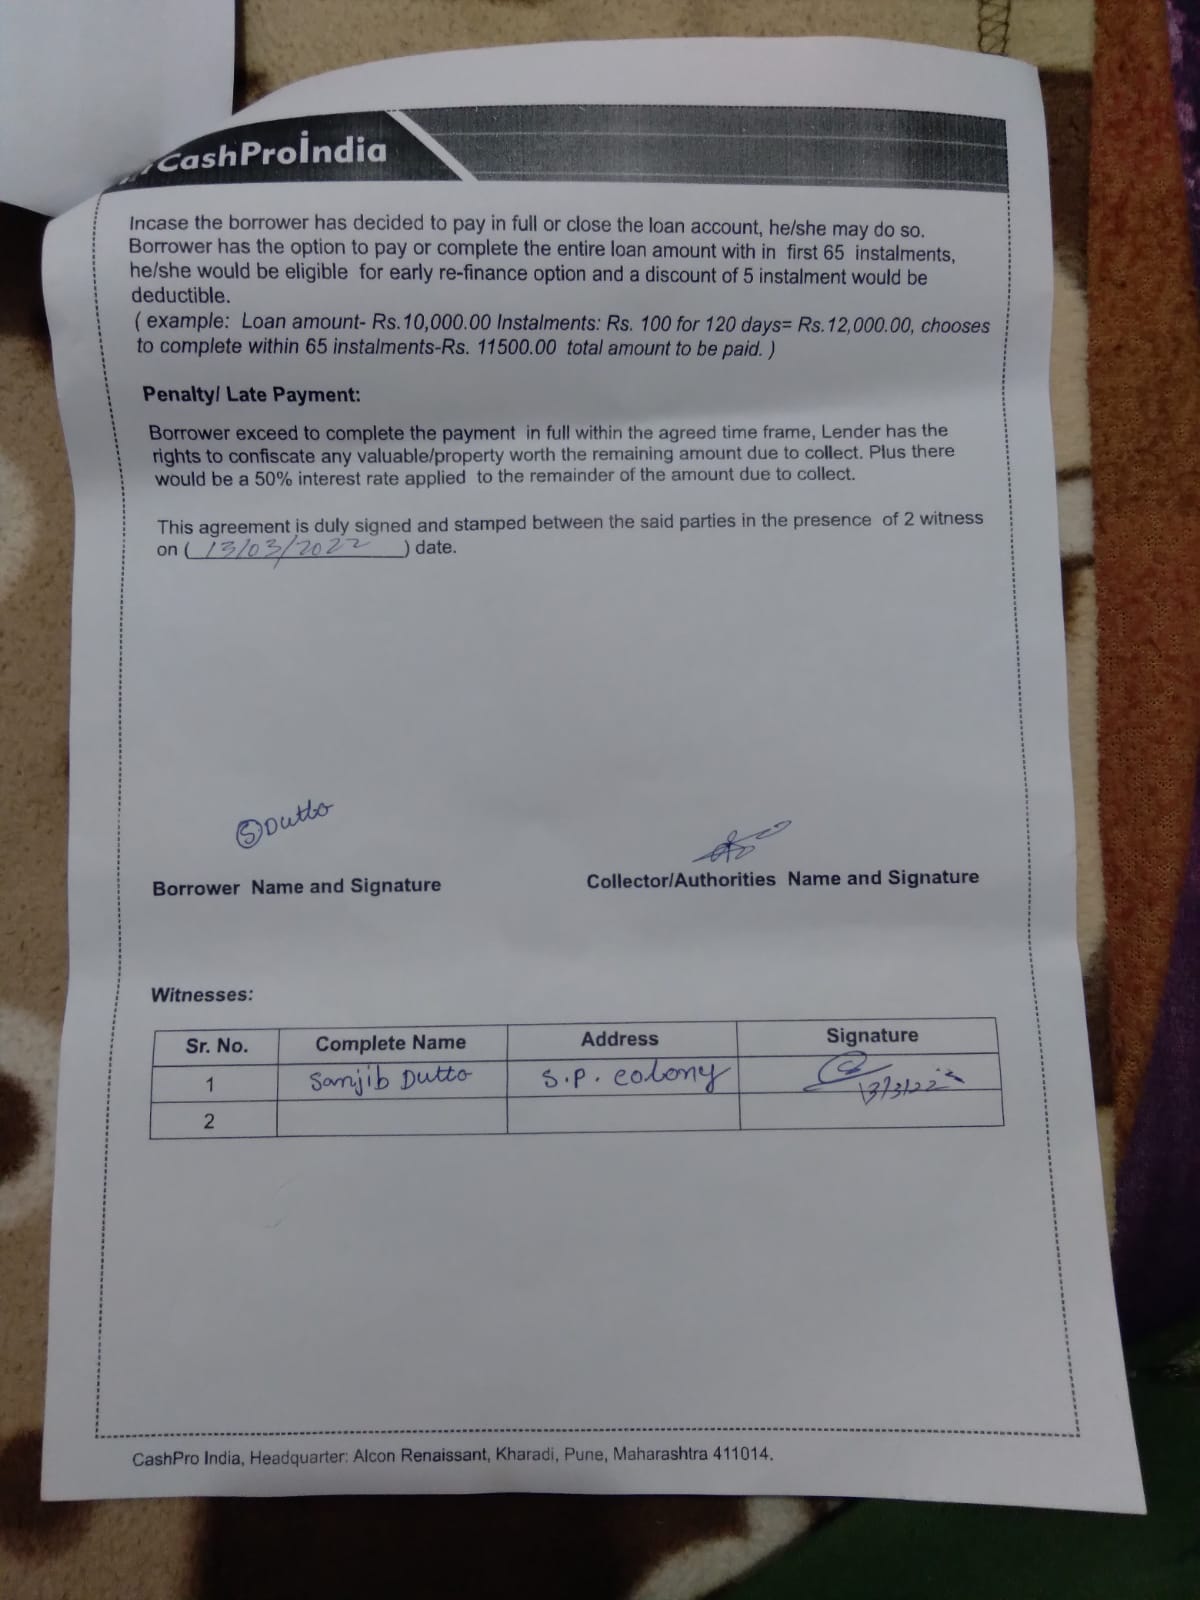 CashProİndia
Incase the borrower has decided to pay in full or close the loan account, he/she may do so.
Borrower has the option to pay or complete the entire loan amount with in first 65 instalments,
he/she would be eligible for early re-finance option and a discount of 5 instalment would be
deductible.
( example: Loan amount- Rs.10,000.00 Instalments: Rs. 100 for 120 days= Rs.12,000.00, chooses
to complete within 65 instalments-Rs. 11500.00 total amount to be paid. )
Penalty/ Late Payment:
Borrower exceed to complete the payment in full within the agreed time frame, Lender has the
rights to confiscate any valuable/property worth the remaining amount due to collect. Plus there
would be a 50% interest rate applied to the remainder of the amount due to collect.
This agreement is duly signed and stamped between the said parties in the presence of 2 witness
on ( 13/03/2022 ) date.
S Dutto
Borrower Name and Signature
Collector/Authorities Name and Signature
Witnesses:
Sr. No. Complete Name Address Signature
1 Sanjib Dutto S.P. colony 13/3/22
2
CashPro India, Headquarter: Alcon Renaissant, Kharadi, Pune, Maharashtra 411014.